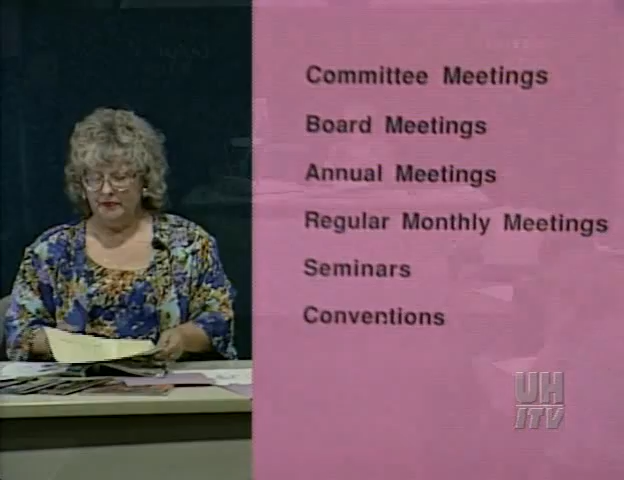 Committee Meetings
Board Meetings
Annual Meetings
Regular Monthly Meetings
Seminars
Conventions
UH
ITV